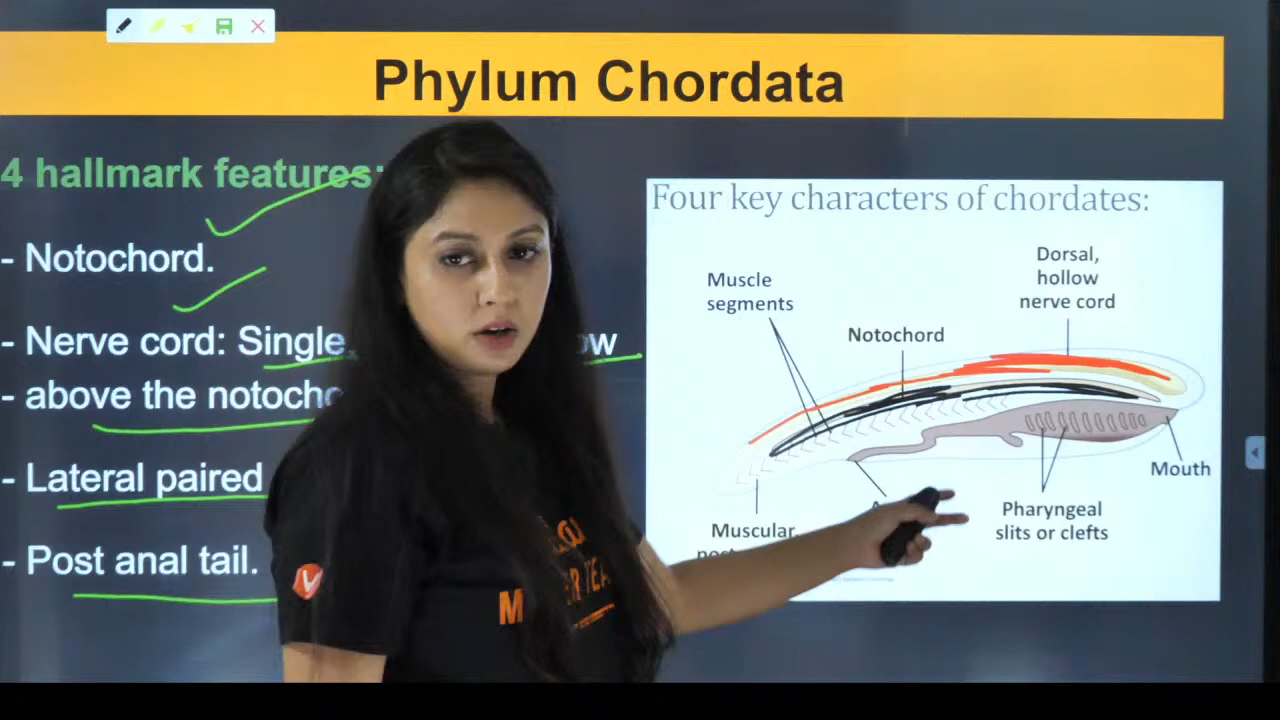 Phylum Chordata
4 hallmark features:
- Notochord.
- Nerve cord: Single,
- above the notocho
- Lateral paired
- Post anal tail.
Four key characters of chordates:
Dorsal,
hollow
nerve cord
Muscle
segments
Notochord
Mouth
Pharyngeal
slits or clefts
Muscular
M